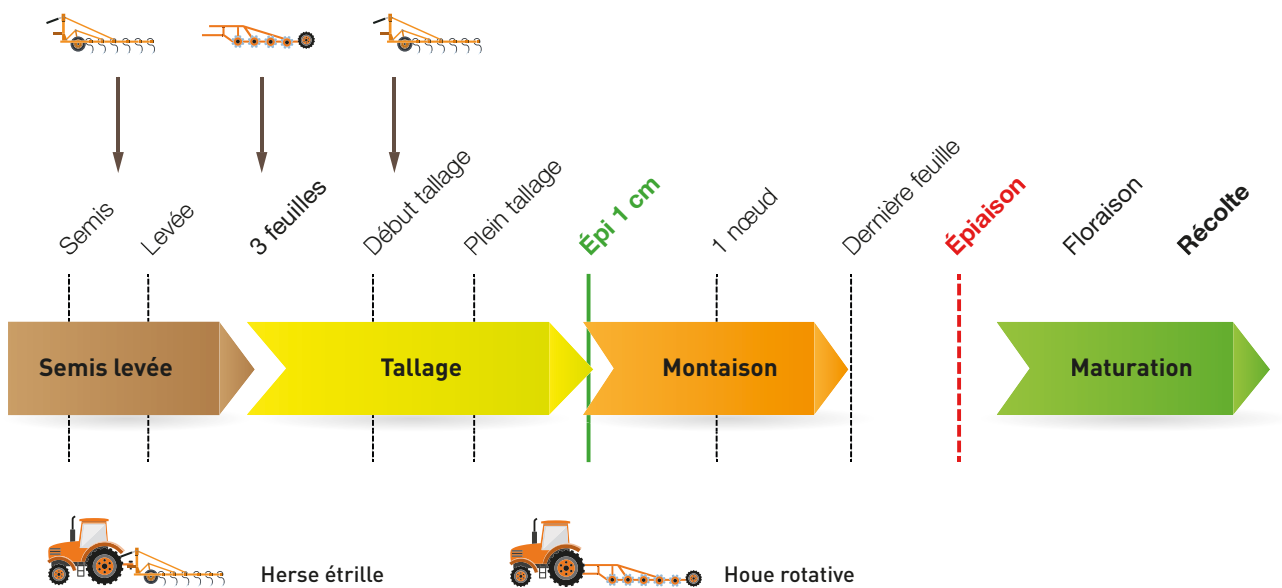 Semis
Levée
3 feuilles
Début tallage
Plein tallage
Épi 1 cm
1 nœud
Dernière feuille
Épiaison
Floraison
Récolte
Semis levée
Tallage
Montaison
Maturation
Herse étrille
Houe rotative